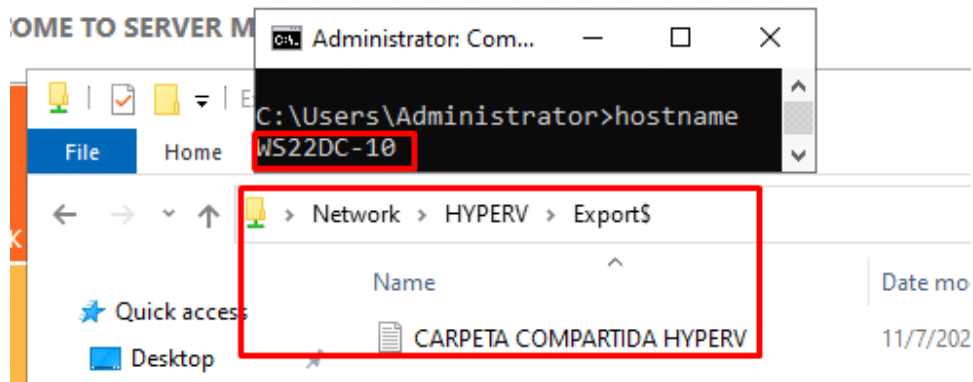 COME TO SERVER M
Administrator: Com...
C:\Users\Administrator>hostname
WS22DC-10
File Home
Network > HYPERV > Export$
Name Date mo
Quick access
CARPETA COMPARTIDA HYPERV 11/7/202
Desktop